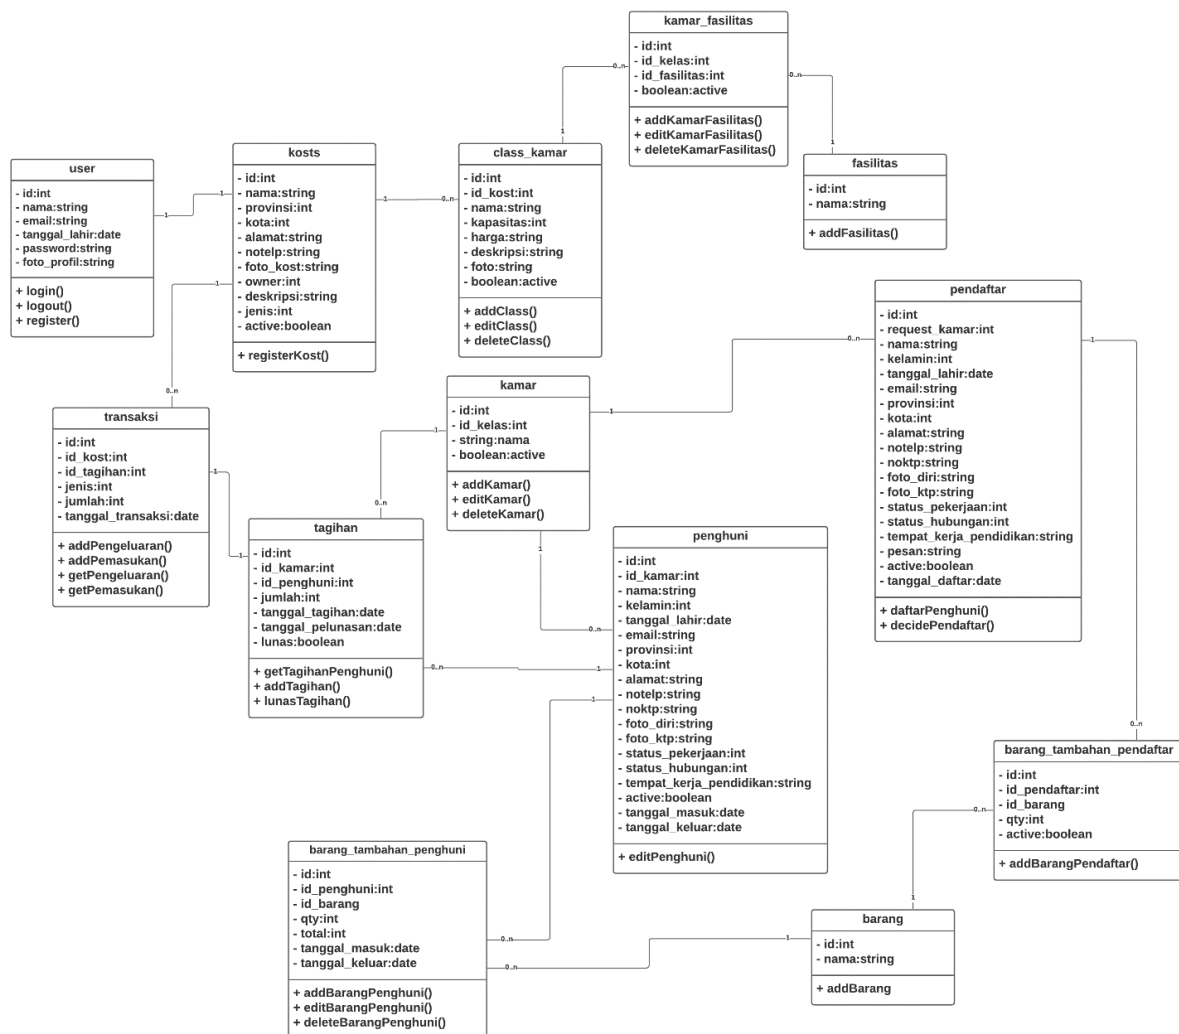 kamar_fasilitas
- id:int
- id_kelas:int
- id_fasilitas:int
- boolean:active
+ addKamarFasilitas()
+ editKamarFasilitas()
+ deleteKamarFasilitas()
0..n
0..n
1
1
user
- id:int
- nama:string
- email:string
- tanggal_lahir:date
- password:string
- foto_profil:string
+ login()
+ logout()
+ register()
1
1
kosts
- id:int
- nama:string
- provinsi:int
- kota:int
- alamat:string
- notelp:string
- foto_kost:string
- owner:int
- deskripsi:string
- jenis:int
- active:boolean
+ registerKost()
1
0..n
1
0..n
class_kamar
- id:int
- id_kost:int
- nama:string
- kapasitas:int
- harga:string
- deskripsi:string
- foto:string
- boolean:active
+ addClass()
+ editClass()
+ deleteClass()
fasilitas
- id:int
- nama:string
+ addFasilitas()
pendaftar
- id:int
- request_kamar:int
- nama:string
- kelamin:int
- tanggal_lahir:date
- email:string
- provinsi:int
- kota:int
- alamat:string
- notelp:string
- noktp:string
- foto_diri:string
- foto_ktp:string
- status_pekerjaan:int
- status_hubungan:int
- tempat_kerja_pendidikan:string
- pesan:string
- active:boolean
- tanggal_daftar:date
+ daftarPenghuni()
+ decidePendaftar()
0..n
1
1
0..n
kamar
- id:int
- id_kelas:int
- string:nama
- boolean:active
+ addKamar()
+ editKamar()
+ deleteKamar()
1
0..n
1
0..n
transaksi
- id:int
- id_kost:int
- id_tagihan:int
- jenis:int
- jumlah:int
- tanggal_transaksi:date
+ addPengeluaran()
+ addPemasukan()
+ getPengeluaran()
+ getPemasukan()
1
1
tagihan
- id:int
- id_kamar:int
- id_penghuni:int
- jumlah:int
- tanggal_tagihan:date
- tanggal_pelunasan:date
- lunas:boolean
+ getTagihanPenghuni()
+ addTagihan()
+ lunasTagihan()
0..n
1
penghuni
- id:int
- id_kamar:int
- nama:string
- kelamin:int
- tanggal_lahir:date
- email:string
- provinsi:int
- kota:int
- alamat:string
- notelp:string
- noktp:string
- foto_diri:string
- foto_ktp:string
- status_pekerjaan:int
- status_hubungan:int
- tempat_kerja_pendidikan:string
- active:boolean
- tanggal_masuk:date
- tanggal_keluar:date
+ editPenghuni()
1
0..n
barang_tambahan_pendaftar
- id:int
- id_pendaftar:int
- id_barang
- qty:int
- active:boolean
+ addBarangPendaftar()
0..n
1
barang_tambahan_penghuni
- id:int
- id_penghuni:int
- id_barang
- qty:int
- total:int
- tanggal_masuk:date
- tanggal_keluar:date
+ addBarangPenghuni()
+ editBarangPenghuni()
+ deleteBarangPenghuni()
0..n
1
barang
- id:int
- nama:string
+ addBarang